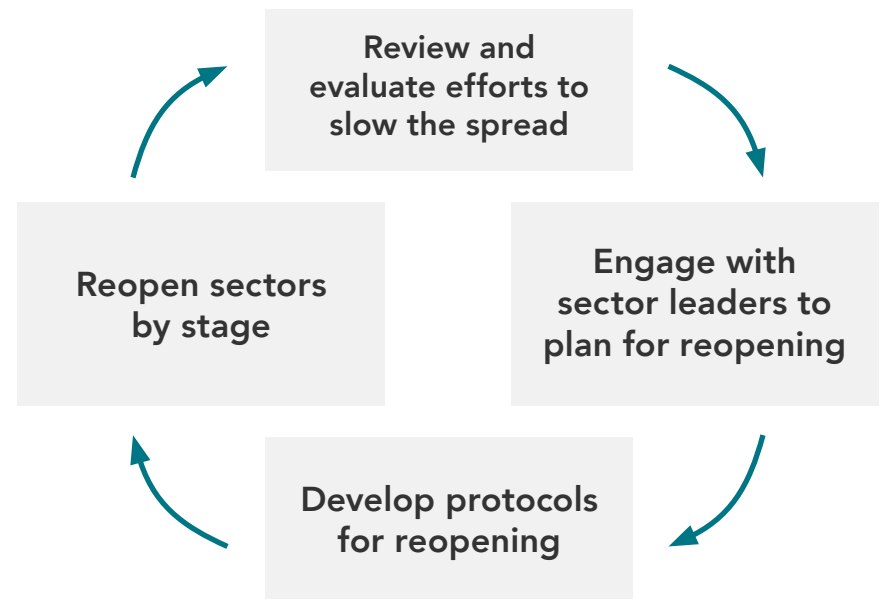 Review and
evaluate efforts to
slow the spread
Engage with
sector leaders to
plan for reopening
Develop protocols
for reopening
Reopen sectors
by stage